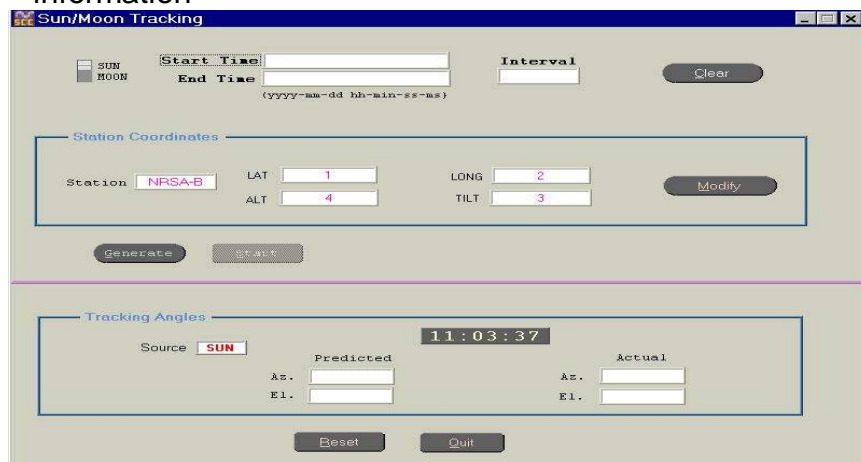 information
SCC Sun/Moon Tracking
SUN Start Time Interval
MOON End Time Clear
(yyyy-mm-dd hh-min-ss-ms)
Station Coordinates
Station NRSA-B LAT 1 LONG 2 Modify
ALT 4 TILT 3
Generate Start
Tracking Angles
11:03:37
Source SUN
Predicted Actual
Az. Az.
El. El.
Reset Quit